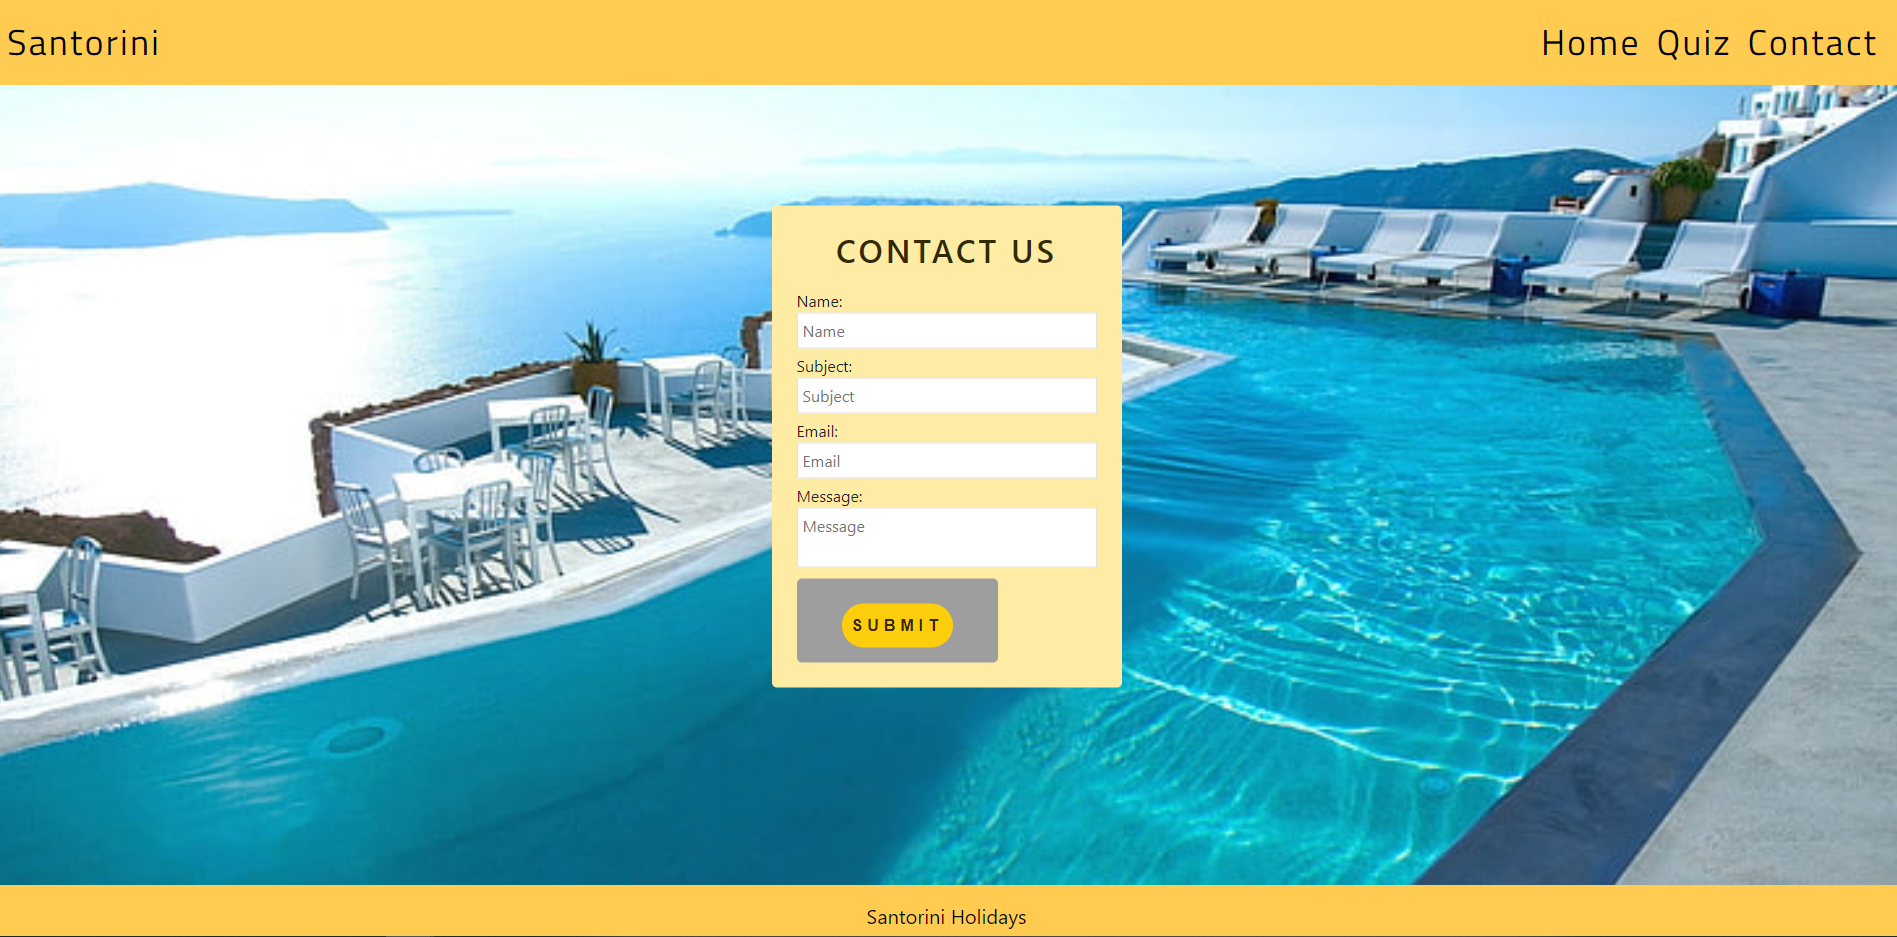 Santorini
Home Quiz Contact
CONTACT US
Name:
Name
Subject:
Subject
Email:
Email
Message:
Message
SUBMIT
Santorini Holidays